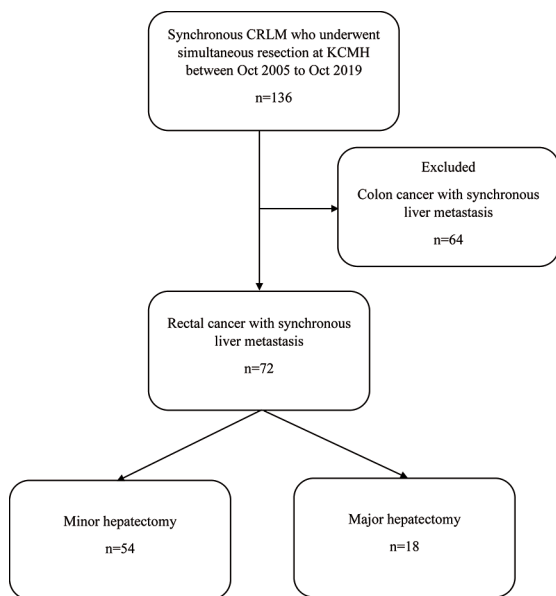 Synchronous CRLM who underwent
simultaneous resection at KCMH
between Oct 2005 to Oct 2019
n=136
Excluded
Colon cancer with synchronous
liver metastasis
n=64
Rectal cancer with synchronous
liver metastasis
n=72
Minor hepatectomy
n=54
Major hepatectomy
n=18